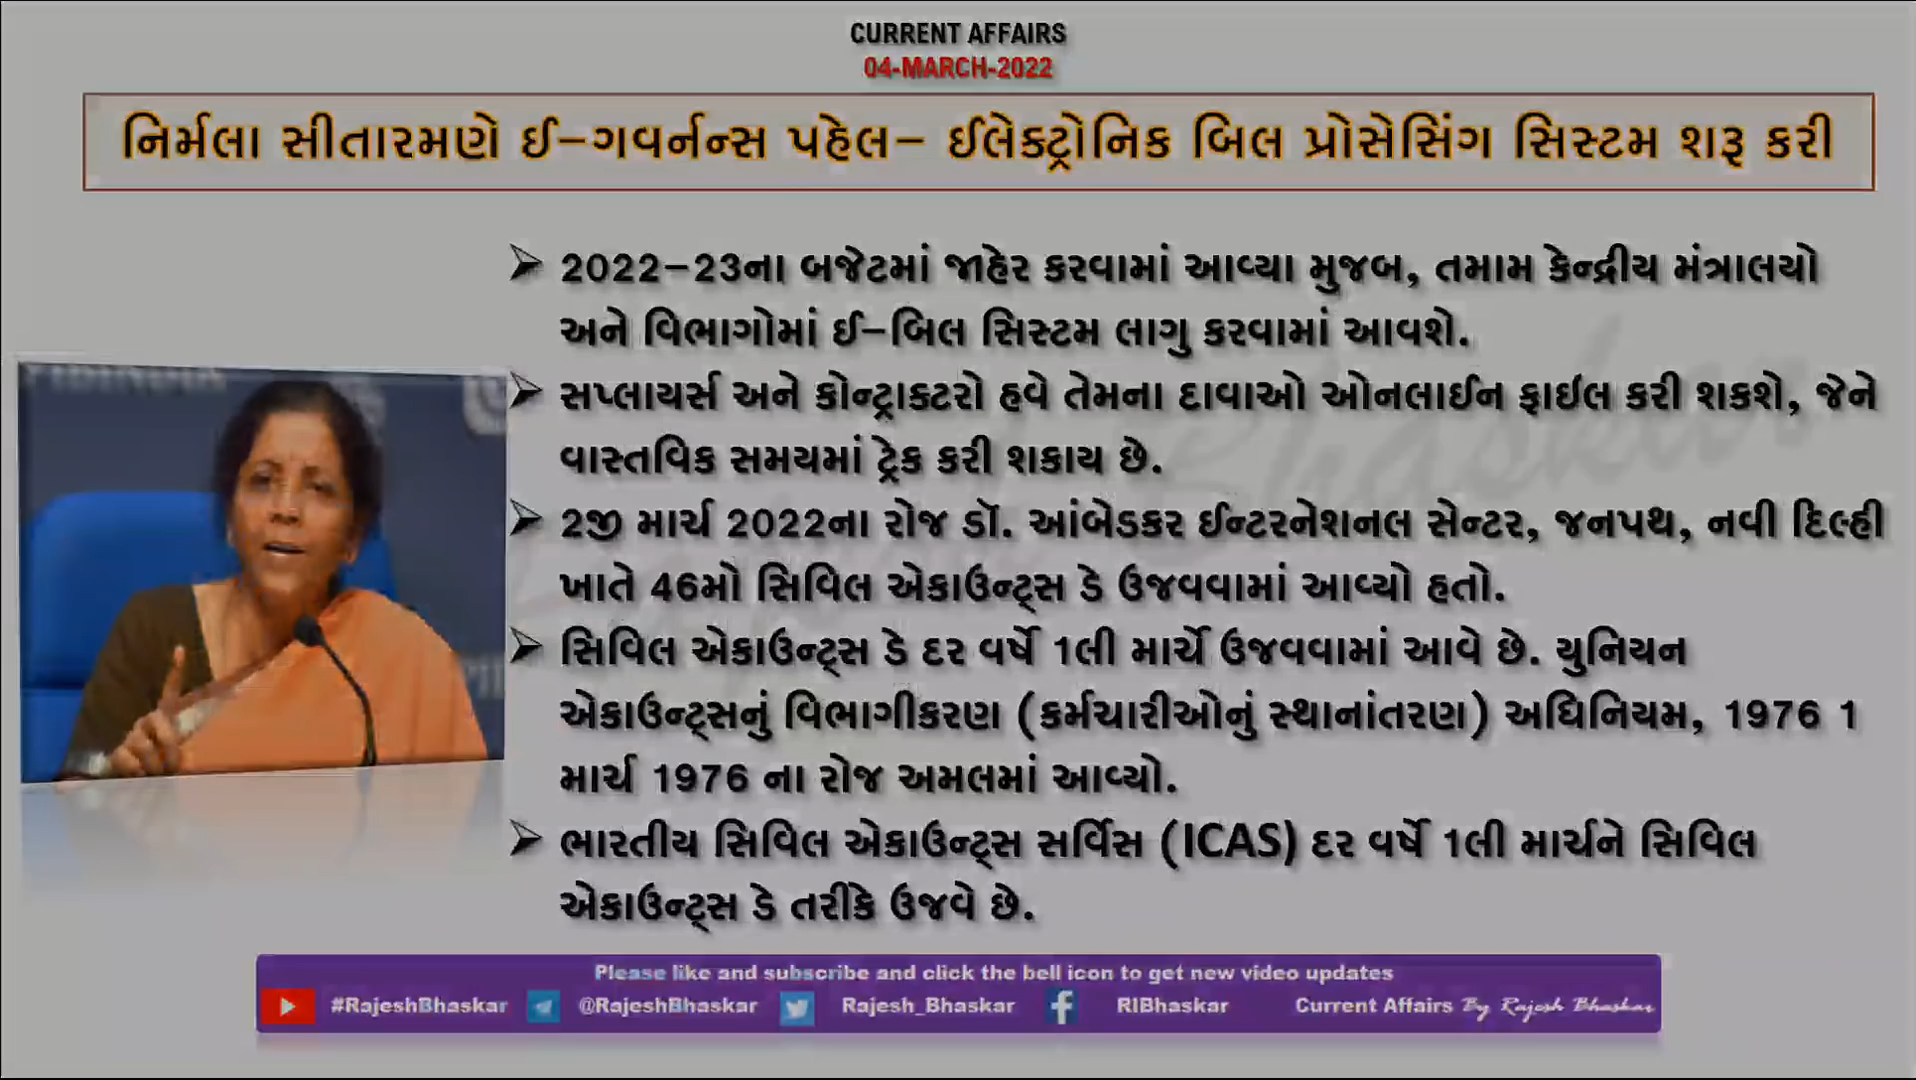 CURRENT AFFAIRS
04-MARCH-2022
નિર્મલા સીતારમણે ઈ-ગવર્નન્સ પહેલ- ઈલેક્ટ્રોનિક બિલ પ્રોસેસિંગ સિસ્ટમ શરૂ કરી
➢ 2022-23ના બજેટમાં જાહેર કરવામાં આવ્યા મુજબ, તમામ કેન્દ્રીય મંત્રાલયો
અને વિભાગોમાં ઈ-બિલ સિસ્ટમ લાગુ કરવામાં આવશે.
➢ સપ્લાયર્સ અને કોન્ટ્રાક્ટરો હવે તેમના દાવાઓ ઓનલાઈન ફાઈલ કરી શકશે, જેને
વાસ્તવિક સમયમાં ટ્રેક કરી શકાય છે.
➢ 2જી માર્ચ 2022ના રોજ ડૉ. આંબેડકર ઈન્ટરનેશનલ સેન્ટર, જનપથ, નવી દિલ્હી
ખાતે 46મો સિવિલ એકાઉન્ટ્સ ડે ઉજવવામાં આવ્યો હતો.
➢ સિવિલ એકાઉન્ટ્સ ડે દર વર્ષે 1લી માર્ચે ઉજવવામાં આવે છે. યુનિયન
એકાઉન્ટ્સનું વિભાગીકરણ (કર્મચારીઓનું સ્થાનાંતરણ) અધિનિયમ, 1976 1
માર્ચ 1976 ના રોજ અમલમાં આવ્યો.
➢ ભારતીય સિવિલ એકાઉન્ટ્સ સર્વિસ (ICAS) દર વર્ષે 1લી માર્ચને સિવિલ
એકાઉન્ટ્સ ડે તરીકે ઉજવે છે.
Please like and subscribe and click the bell icon to get new video updates
#RajeshBhaskar @RajeshBhaskar Rajesh_Bhaskar RIBhaskar Current Affairs By Rajesh Bhaskar